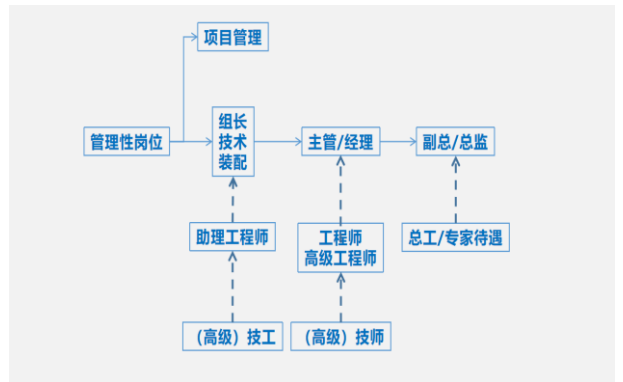 项目管理
管理性岗位
组长
技术
装配
主管/经理
副总/总监
助理工程师
工程师
高级工程师
总工/专家待遇
（高级）技工
（高级）技师